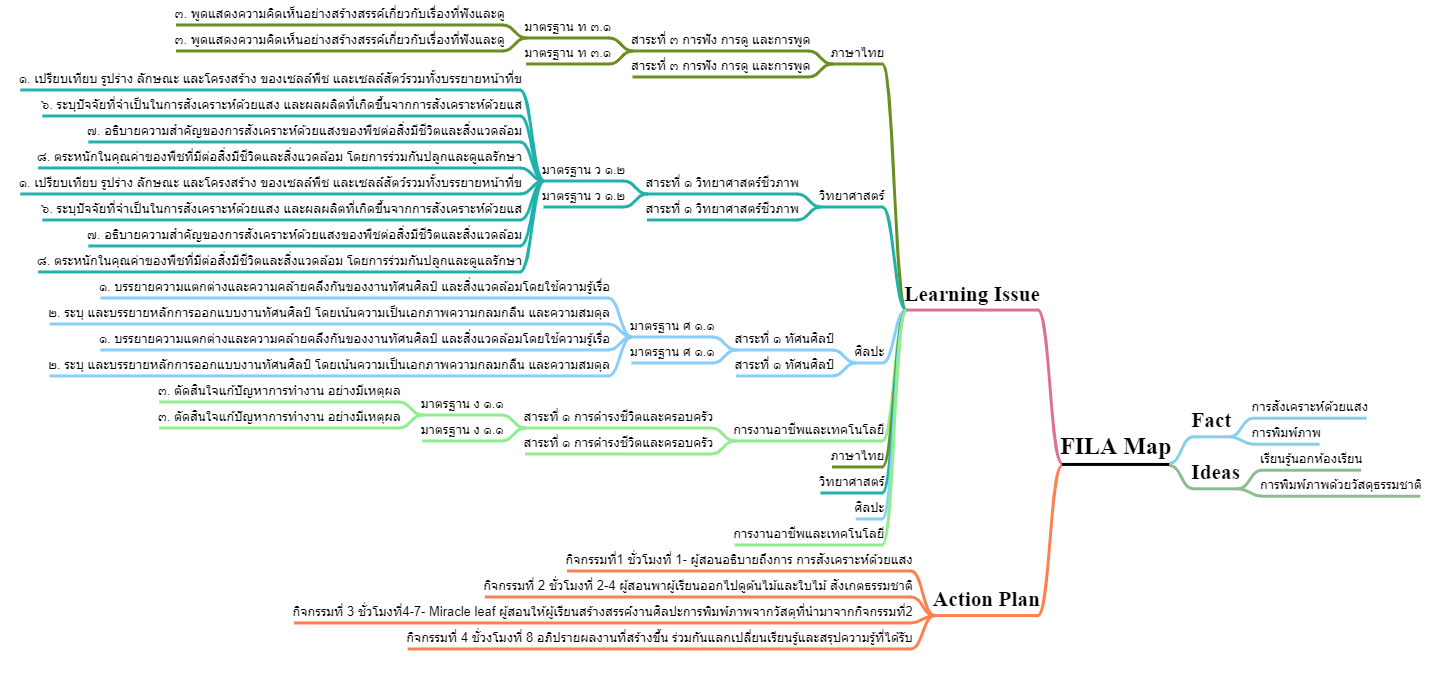 ๓. พูดแสดงความคิดเห็นอย่างสร้างสรรค์เกี่ยวกับเรื่องที่ฟังและดู
๓. พูดแสดงความคิดเห็นอย่างสร้างสรรค์เกี่ยวกับเรื่องที่ฟังและดู
มาตรฐาน ท ๓.๑
มาตรฐาน ท ๓.๑
สาระที่ ๓ การฟัง การดู และการพูด
สาระที่ ๓ การฟัง การดู และการพูด
ภาษาไทย
๑. เปรียบเทียบ รูปร่าง ลักษณะ และโครงสร้าง ของเซลล์พืช และเซลล์สัตว์รวมทั้งบรรยายหน้าที่ข
๖. ระบุปัจจัยที่จำเป็นในการสังเคราะห์ด้วยแสง และผลผลิตที่เกิดขึ้นจากการสังเคราะห์ด้วยแส
๗. อธิบายความสำคัญของการสังเคราะห์ด้วยแสงของพืชต่อสิ่งมีชีวิตและสิ่งแวดล้อม
๘. ตระหนักในคุณค่าของพืชที่มีต่อสิ่งมีชีวิตและสิ่งแวดล้อม โดยการร่วมกันปลูกและดูแลรักษา
๑. เปรียบเทียบ รูปร่าง ลักษณะ และโครงสร้าง ของเซลล์พืช และเซลล์สัตว์รวมทั้งบรรยายหน้าที่ข
๖. ระบุปัจจัยที่จำเป็นในการสังเคราะห์ด้วยแสง และผลผลิตที่เกิดขึ้นจากการสังเคราะห์ด้วยแส
๗. อธิบายความสำคัญของการสังเคราะห์ด้วยแสงของพืชต่อสิ่งมีชีวิตและสิ่งแวดล้อม
๘. ตระหนักในคุณค่าของพืชที่มีต่อสิ่งมีชีวิตและสิ่งแวดล้อม โดยการร่วมกันปลูกและดูแลรักษา
มาตรฐาน ว ๑.๒
มาตรฐาน ว ๑.๒
สาระที่ ๑ วิทยาศาสตร์ชีวภาพ
สาระที่ ๑ วิทยาศาสตร์ชีวภาพ
วิทยาศาสตร์
๑. บรรยายความแตกต่างและความคล้ายคลึงกันของงานทัศนศิลป์ และสิ่งแวดล้อมโดยใช้ความรู้เรื่อ
๒. ระบุ และบรรยายหลักการออกแบบงานทัศนศิลป์ โดยเน้นความเป็นเอกภาพความกลมกลืน และความสมดุล
๑. บรรยายความแตกต่างและความคล้ายคลึงกันของงานทัศนศิลป์ และสิ่งแวดล้อมโดยใช้ความรู้เรื่อ
๒. ระบุ และบรรยายหลักการออกแบบงานทัศนศิลป์ โดยเน้นความเป็นเอกภาพความกลมกลืน และความสมดุล
มาตรฐาน ศ ๑.๑
มาตรฐาน ศ ๑.๑
สาระที่ ๑ ทัศนศิลป์
สาระที่ ๑ ทัศนศิลป์
ศิลปะ
๓. ตัดสินใจแก้ปัญหาการทำงาน อย่างมีเหตุผล
๓. ตัดสินใจแก้ปัญหาการทำงาน อย่างมีเหตุผล
มาตรฐาน ง ๑.๑
มาตรฐาน ง ๑.๑
สาระที่ ๑ การดำรงชีวิตและครอบครัว
สาระที่ ๑ การดำรงชีวิตและครอบครัว
การงานอาชีพและเทคโนโลยี
ภาษาไทย
วิทยาศาสตร์
ศิลปะ
การงานอาชีพและเทคโนโลยี
Learning Issue
กิจกรรมที่1 ชั่วโมงที่ 1- ผู้สอนอธิบายถึงการ การสังเคราะห์ด้วยแสง
กิจกรรมที่ 2 ชั่วโมงที่ 2-4 ผู้สอนพาผู้เรียนออกไปดูต้นไม้และใบไม้ สังเกตธรรมชาติ
กิจกรรมที่ 3 ชั่วโมงที่4-7- Miracle leaf ผู้สอนให้ผู้เรียนสร้างสรรค์งานศิลปะการพิมพ์ภาพจากวัสดุที่นำมาจากกิจกรรมที่2
กิจกรรมที่ 4 ชั่วงโมงที่ 8 อภิปรายผลงานที่สร้างขึ้น ร่วมกันแลกเปลี่ยนเรียนรู้และสรุปความรู้ที่ได้รับ
Action Plan
FILA Map
Fact
การสังเคราะห์ด้วยแสง
การพิมพ์ภาพ
Ideas
เรียนรู้นอกห้องเรียน
การพิมพ์ภาพด้วยวัสดุธรรมชาติ